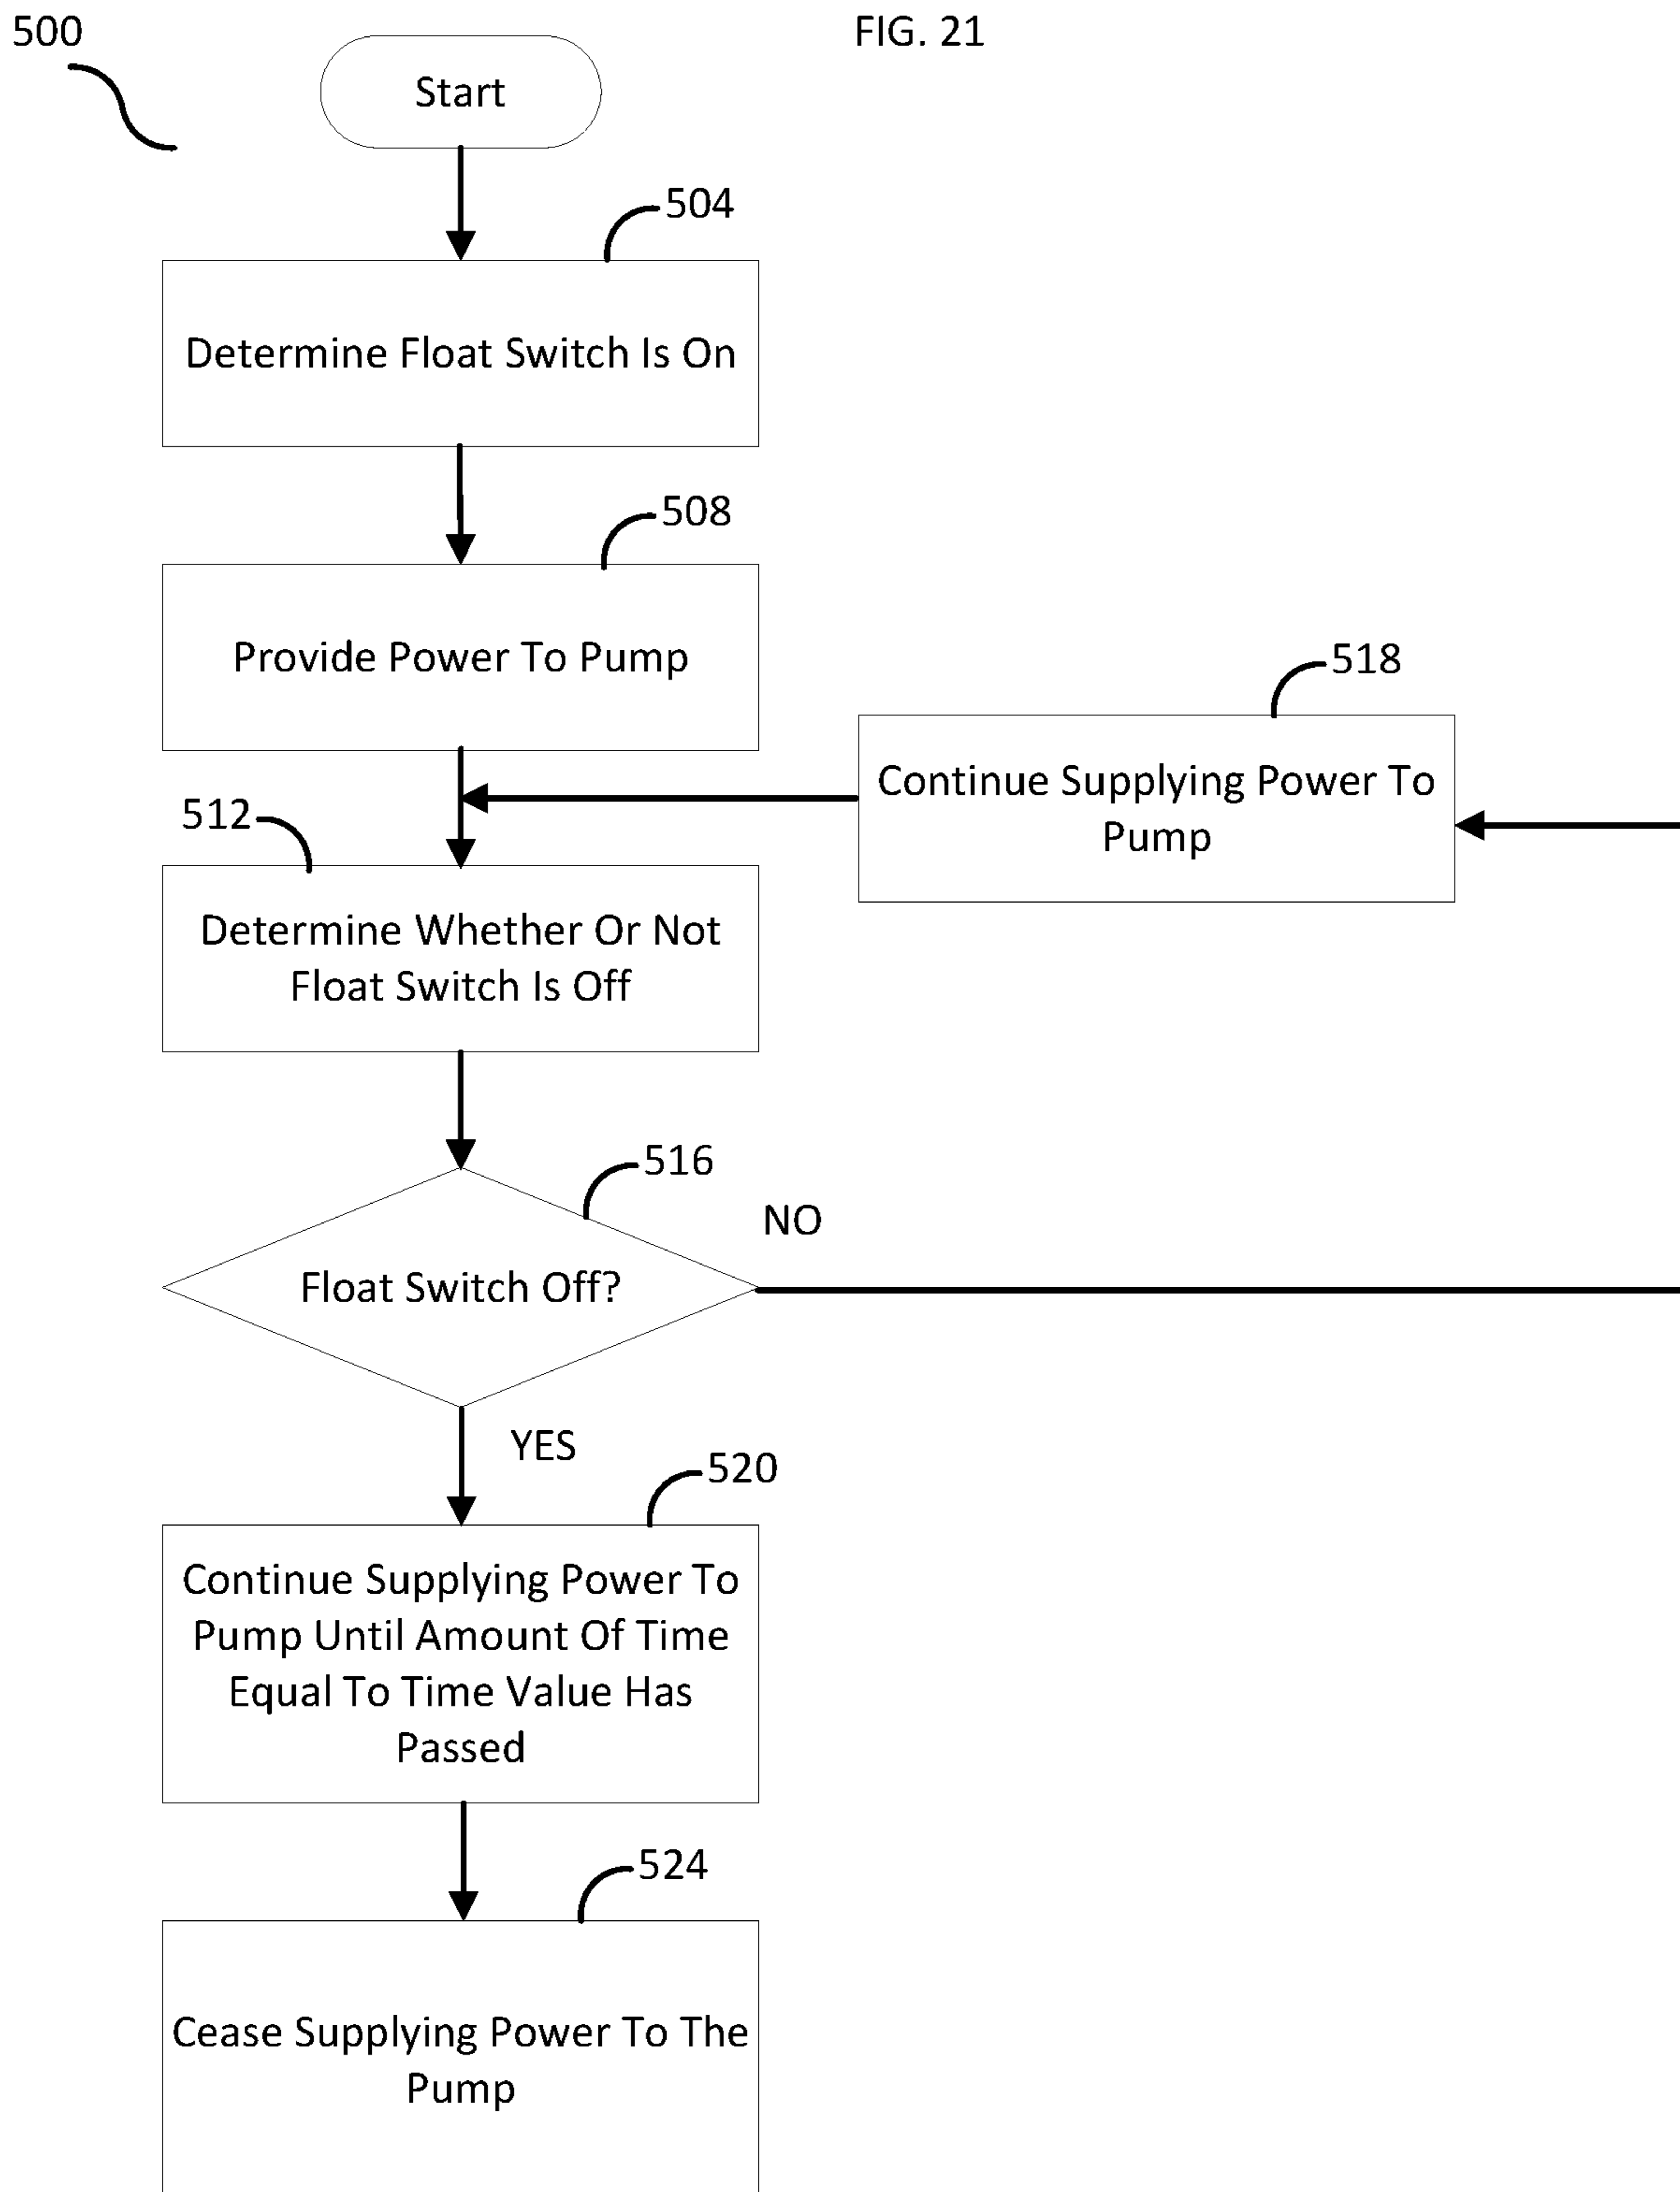 500
FIG. 21
Start
504
Determine Float Switch Is On
508
Provide Power To Pump
518
Continue Supplying Power To
Pump
512
Determine Whether Or Not
Float Switch Is Off
516
NO
Float Switch Off?
YES
520
Continue Supplying Power To
Pump Until Amount Of Time
Equal To Time Value Has
Passed
524
Cease Supplying Power To The
Pump